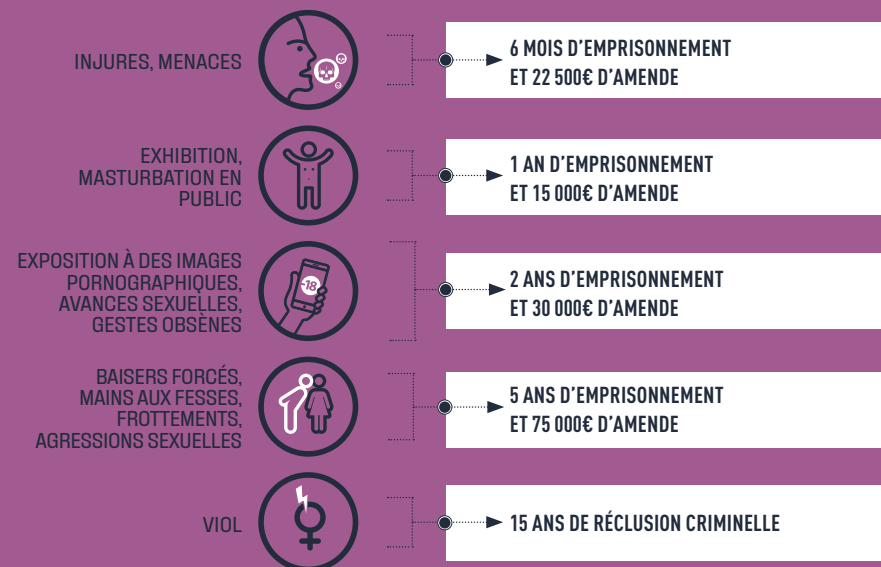 INJURES, MENACES
6 MOIS D'EMPRISONNEMENT
ET 22 500€ D'AMENDE
EXHIBITION,
MASTURBATION EN
PUBLIC
1 AN D'EMPRISONNEMENT
ET 15 000€ D'AMENDE
EXPOSITION À DES IMAGES
PORNOGRAPHIQUES,
AVANCES SEXUELLES,
GESTES OBSÈNES
-18
2 ANS D'EMPRISONNEMENT
ET 30 000€ D'AMENDE
BAISERS FORCÉS,
MAINS AUX FESSES,
FROTTEMENTS,
AGRESSIONS SEXUELLES
5 ANS D'EMPRISONNEMENT
ET 75 000€ D'AMENDE
VIOL
15 ANS DE RÉCLUSION CRIMINELLE